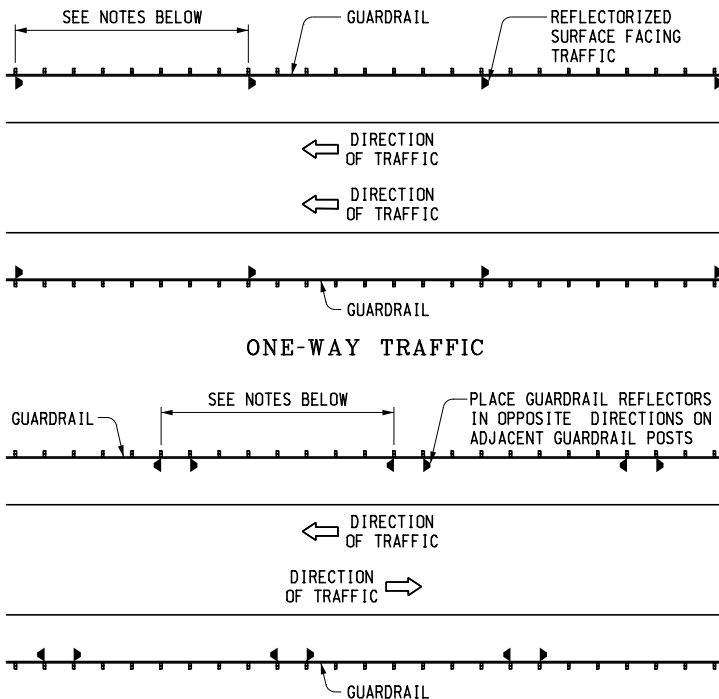 SEE NOTES BELOW
GUARDRAIL
REFLECTORIZED
SURFACE FACING
TRAFFIC
DIRECTION
OF TRAFFIC
DIRECTION
OF TRAFFIC
GUARDRAIL
ONE-WAY TRAFFIC
GUARDRAIL
SEE NOTES BELOW
PLACE GUARDRAIL REFLECTORS
IN OPPOSITE DIRECTIONS ON
ADJACENT GUARDRAIL POSTS
DIRECTION
OF TRAFFIC
DIRECTION
OF TRAFFIC
GUARDRAIL